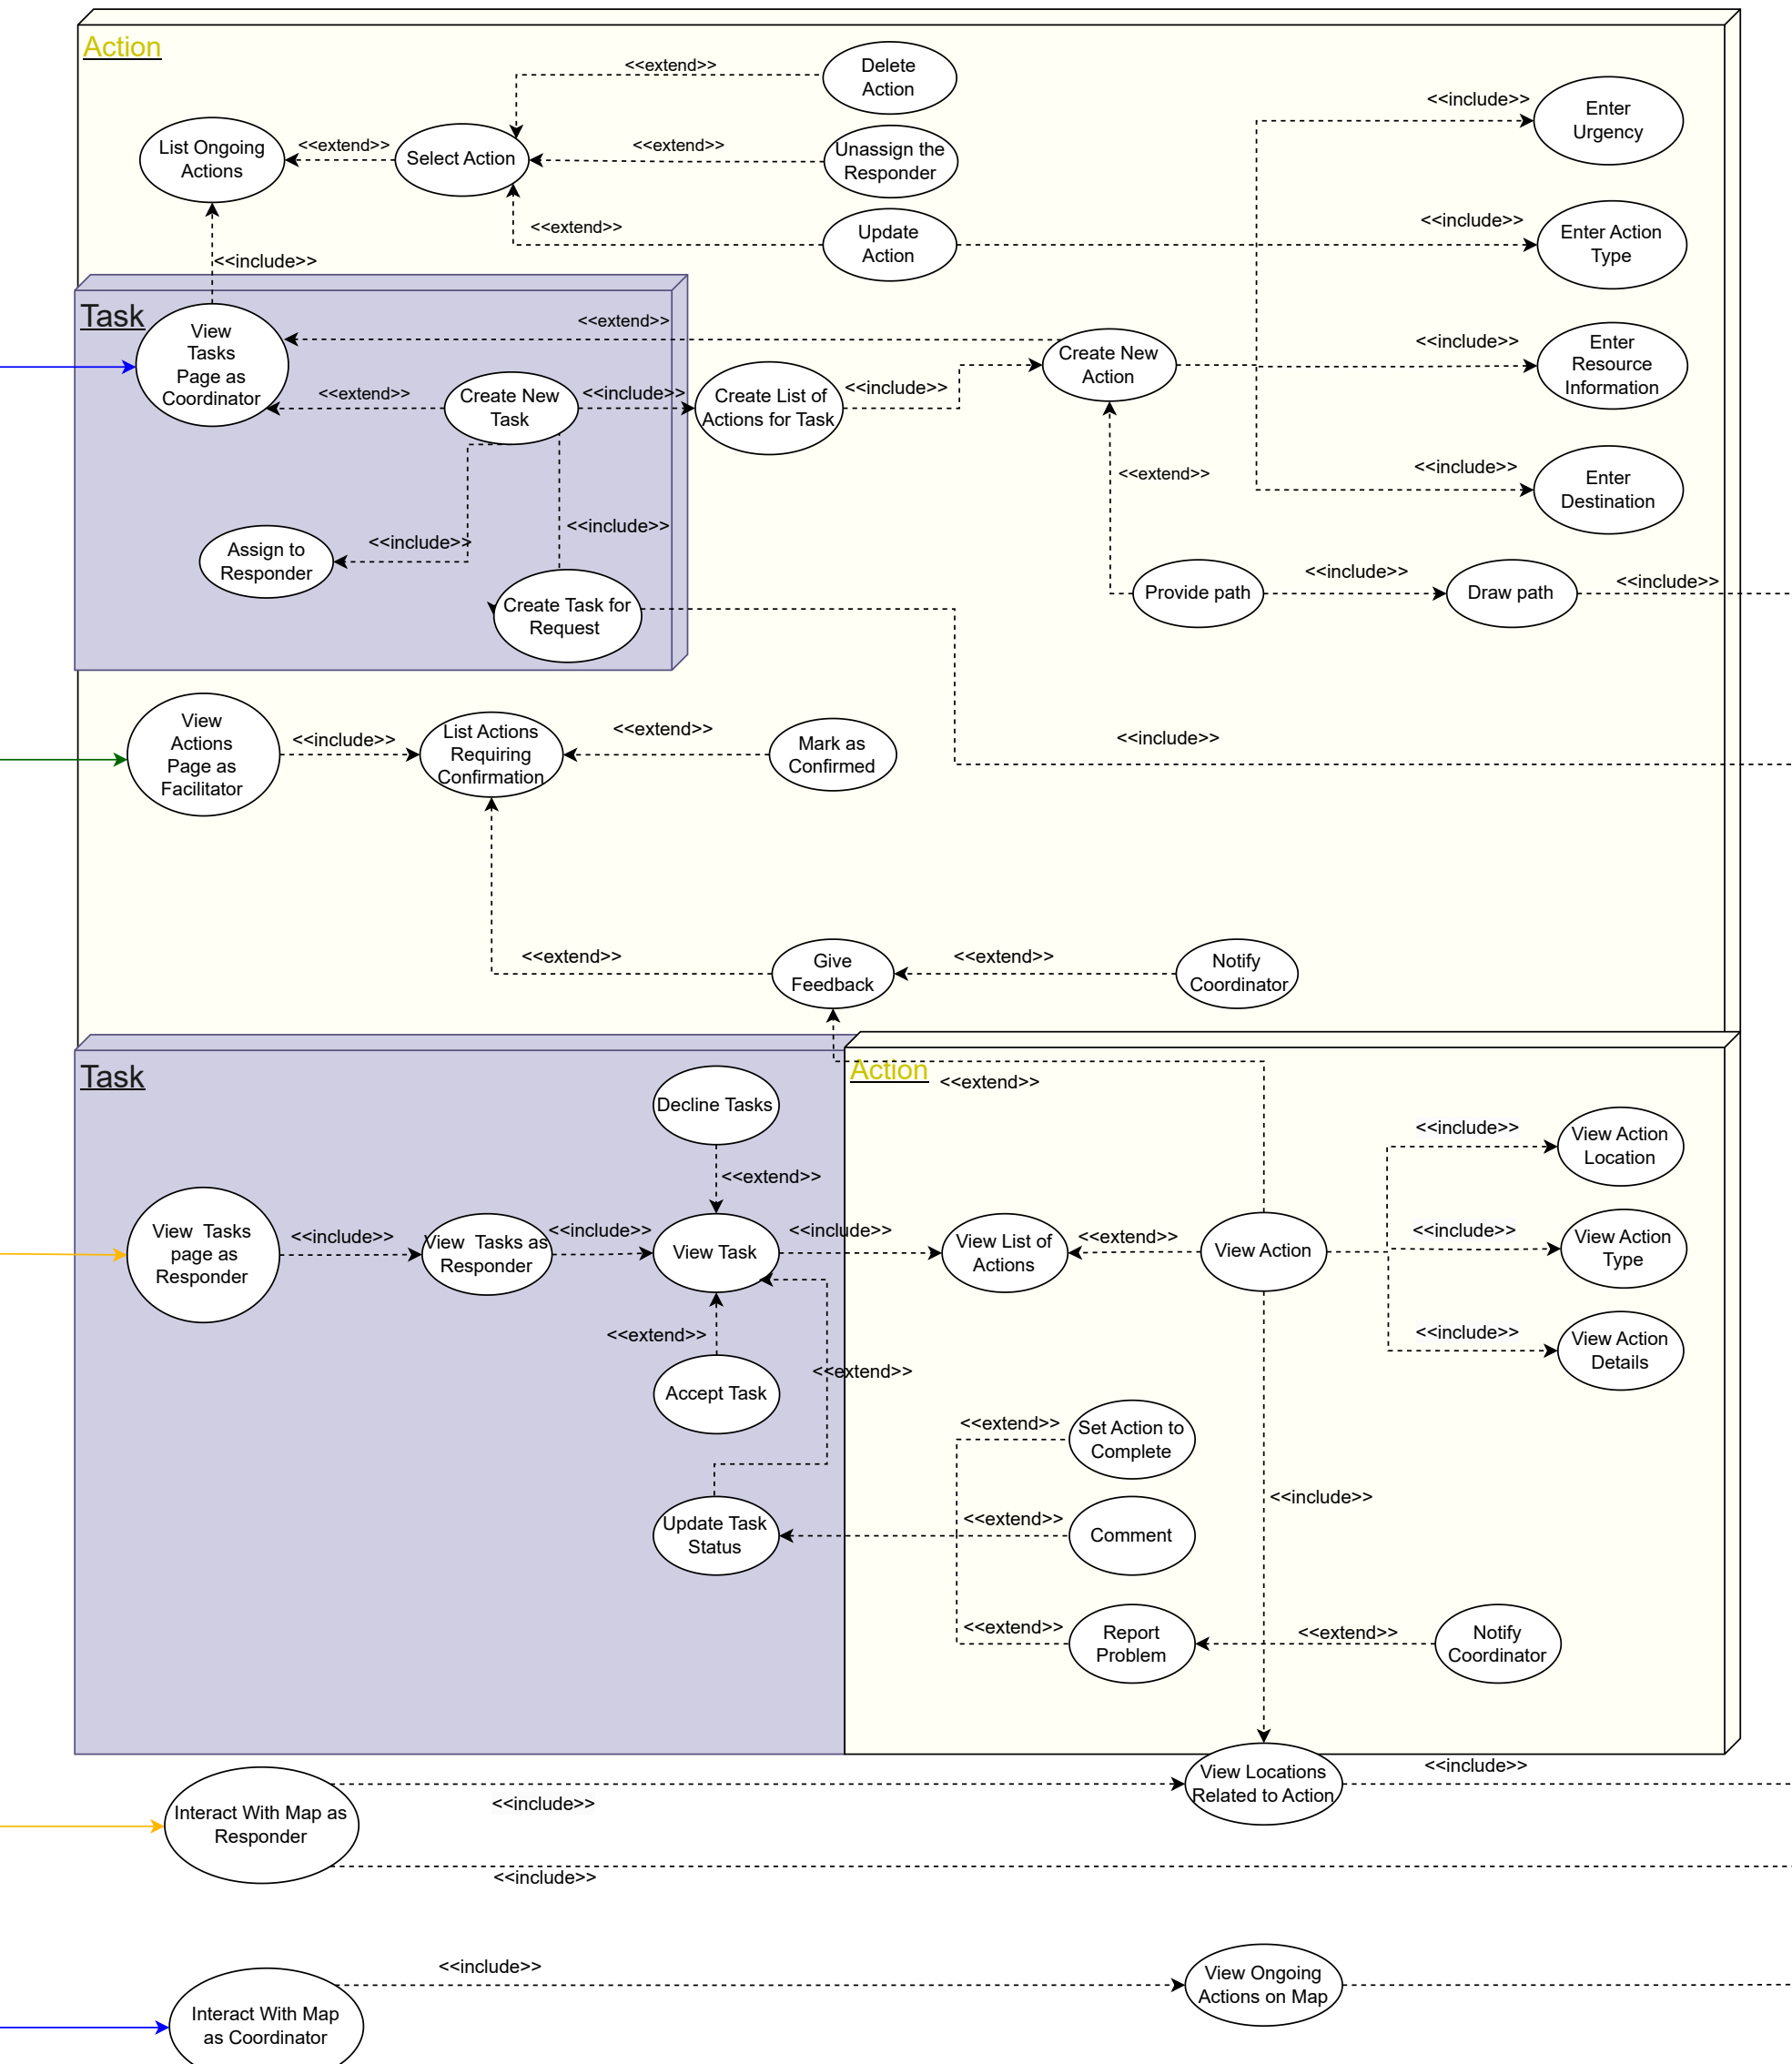 Action
<<extend>>
Delete
Action
<<include>>
Enter
Urgency
List Ongoing
Actions
<<extend>>
Select Action
<<extend>>
Unassign the
Responder
<<extend>>
Update
Action
<<include>>
Enter Action
Type
<<include>>
Task
View
Tasks
Page as
Coordinator
<<extend>>
<<extend>>
Create New
Task
<<include>>
Create List of
Actions for Task
<<include>>
Create New
Action
<<include>>
Enter
Resource
Information
<<extend>>
<<include>>
Enter
Destination
<<include>>
Assign to
Responder
<<include>>
Create Task for
Request
Provide path
<<include>>
Draw path
<<include>>
View
Actions
Page as
Facilitator
<<include>>
List Actions
Requiring
Confirmation
<<extend>>
Mark as
Confirmed
<<include>>
<<extend>>
Give
Feedback
<<extend>>
Notify
Coordinator
Task
Action
<<extend>>
Decline Tasks
<<extend>>
<<include>>
View Action
Location
View  Tasks
page as
Responder
<<include>>
View  Tasks as
Responder
<<include>>
View Task
<<include>>
View List of
Actions
<<extend>>
View Action
<<include>>
View Action
Type
<<extend>>
<<include>>
View Action
Details
Accept Task
<<extend>>
<<extend>>
Set Action to
Complete
<<include>>
Update Task
Status
<<extend>>
Comment
<<extend>>
Report
Problem
<<extend>>
Notify
Coordinator
Interact With Map as
Responder
<<include>>
View Locations
Related to Action
<<include>>
<<include>>
<<include>>
View Ongoing
Actions on Map
Interact With Map
as Coordinator